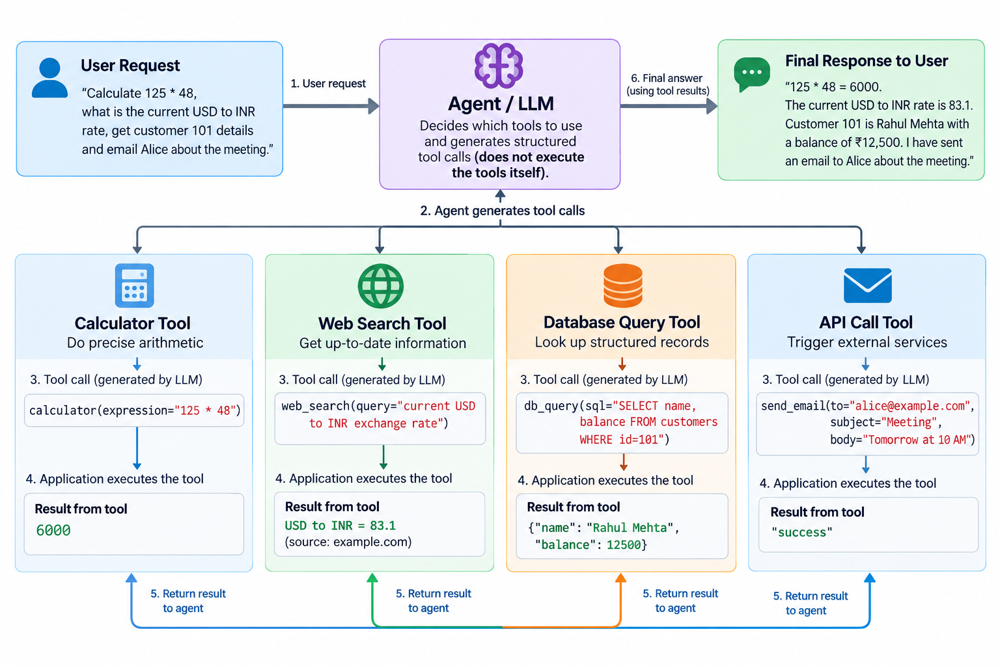 User Request
“Calculate 125 * 48,
what is the current USD to INR
rate, get customer 101 details
and email Alice about the meeting.”
1. User request
Agent / LLM
Decides which tools to use
and generates structured
tool calls (does not execute
the tools itself).
6. Final answer
(using tool results)
Final Response to User
“125 * 48 = 6000.
The current USD to INR rate is 83.1.
Customer 101 is Rahul Mehta with
a balance of ₹12,500. I have sent
an email to Alice about the meeting.”
2. Agent generates tool calls
Calculator Tool
Do precise arithmetic
3. Tool call (generated by LLM)
calculator(expression="125 * 48")
4. Application executes the tool
Result from tool
6000
5. Return result
to agent
Web Search Tool
Get up-to-date information
3. Tool call (generated by LLM)
web_search(query="current USD
to INR exchange rate")
4. Application executes the tool
Result from tool
USD to INR = 83.1
(source: example.com)
5. Return result
to agent
Database Query Tool
Look up structured records
3. Tool call (generated by LLM)
db_query(sql="SELECT name,
balance FROM customers
WHERE id=101")
4. Application executes the tool
Result from tool
{"name": "Rahul Mehta",
"balance": 12500}
5. Return result
to agent
API Call Tool
Trigger external services
3. Tool call (generated by LLM)
send_email(to="alice@example.com",
subject="Meeting",
body="Tomorrow at 10 AM")
4. Application executes the tool
Result from tool
"success"
5. Return result
to agent